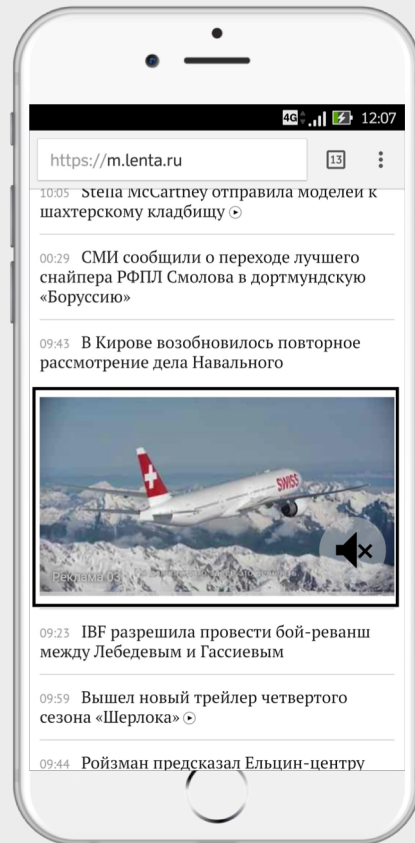 4G 12:07
https://m.lenta.ru 13
10:05 Stella McCartney отправила моделей к
шахтерскому кладбищу
00:29 СМИ сообщили о переходе лучшего
снайпера РФПЛ Смолова в дортмундскую
«Боруссию»
09:43 В Кирове возобновилось повторное
рассмотрение дела Навального
SWISS
Реклама 03
09:23 IBF разрешила провести бой-реванш
между Лебедевым и Гассиевым
09:59 Вышел новый трейлер четвертого
сезона «Шерлока»
09:44 Ройзман предсказал Ельцин-центру